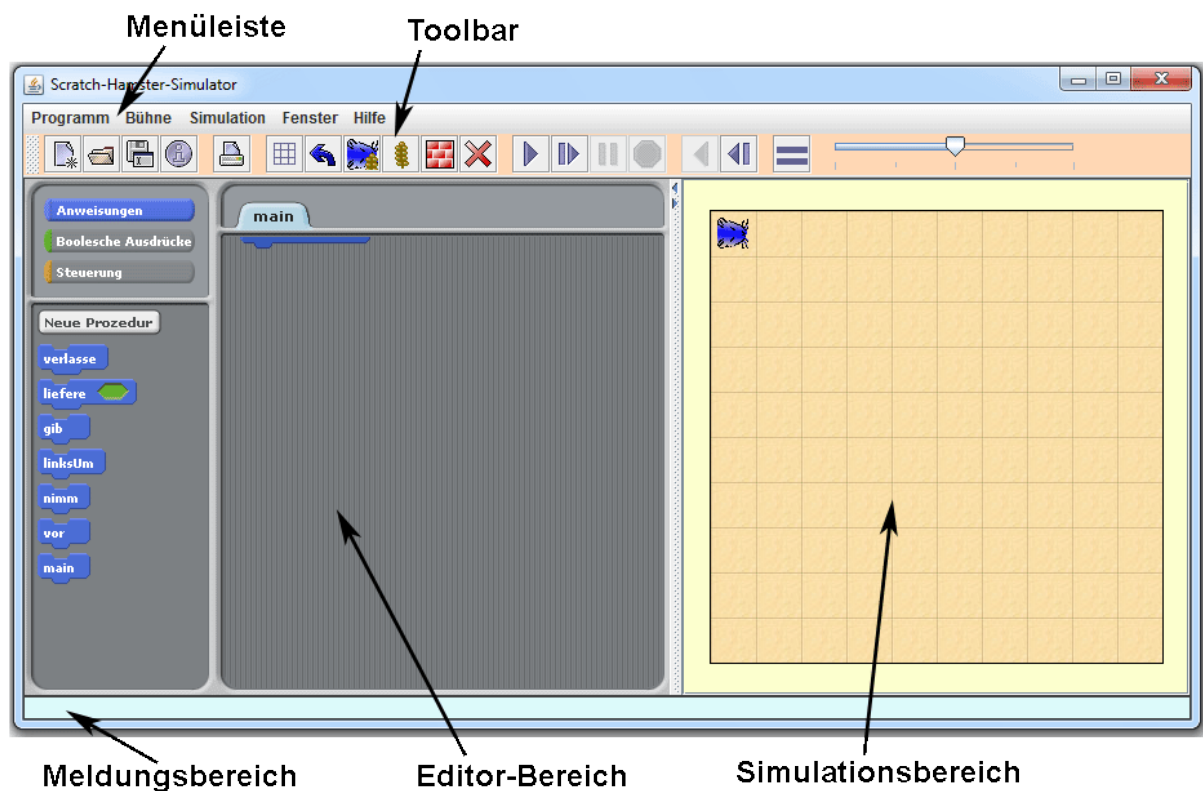 Menüleiste
Toolbar
Scratch-Hamster-Simulator
Programm Bühne Simulation Fenster Hilfe
Anweisungen
Boolesche Ausdrücke
Steuerung
main
Neue Prozedur
verlasse
liefere
gib
linksUm
nimm
vor
main
Meldungsbereich
Editor-Bereich
Simulationsbereich